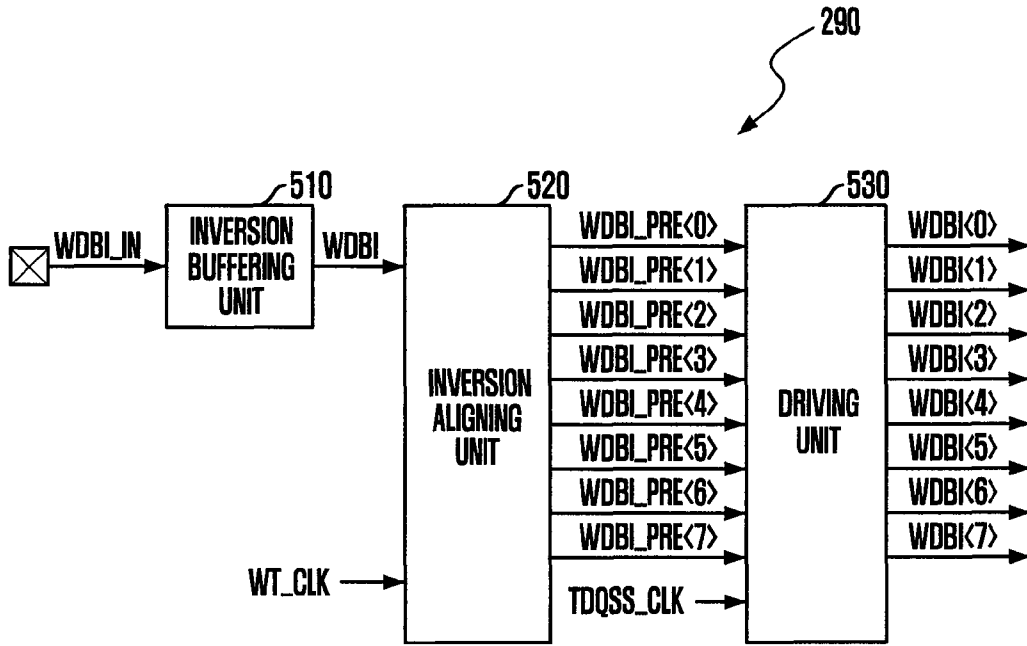 290
510
520
530
WDBI_IN
INVERSION
BUFFERING
UNIT
WDBI
INVERSION
ALIGNING
UNIT
WT_CLK
WDBI_PRE<0>
WDBI_PRE<1>
WDBI_PRE<2>
WDBI_PRE<3>
WDBI_PRE<4>
WDBI_PRE<5>
WDBI_PRE<6>
WDBI_PRE<7>
TDQSS_CLK
DRIVING
UNIT
WDBI<0>
WDBI<1>
WDBI<2>
WDBI<3>
WDBI<4>
WDBI<5>
WDBI<6>
WDBI<7>